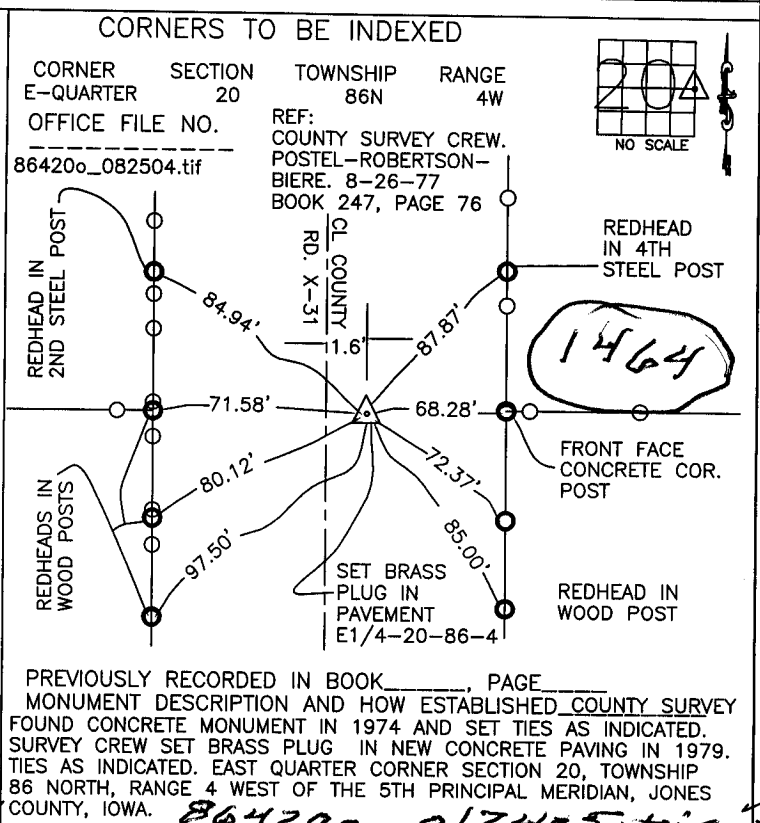 CORNERS TO BE INDEXED
CORNER SECTION TOWNSHIP RANGE
E-QUARTER 20 86N 4W
OFFICE FILE NO.
86420o_082504.tif
REF:
COUNTY SURVEY CREW.
POSTEL-ROBERTSON-
BIERE. 8-26-77
BOOK 247, PAGE 76
20
NO SCALE
REDHEAD IN
2ND STEEL POST
CL COUNTY
RD. X-31
REDHEAD
IN 4TH
STEEL POST
84.94'
1.6'
87.87'
1464
71.58'
68.28'
80.12'
72.37'
FRONT FACE
CONCRETE COR.
POST
97.50'
85.00'
REDHEADS IN
WOOD POSTS
SET BRASS
PLUG IN
PAVEMENT
E1/4-20-86-4
REDHEAD IN
WOOD POST
PREVIOUSLY RECORDED IN BOOK______, PAGE_____
MONUMENT DESCRIPTION AND HOW ESTABLISHED COUNTY SURVEY
FOUND CONCRETE MONUMENT IN 1974 AND SET TIES AS INDICATED.
SURVEY CREW SET BRASS PLUG IN NEW CONCRETE PAVING IN 1979.
TIES AS INDICATED. EAST QUARTER CORNER SECTION 20, TOWNSHIP
86 NORTH, RANGE 4 WEST OF THE 5TH PRINCIPAL MERIDIAN, JONES
COUNTY, IOWA.